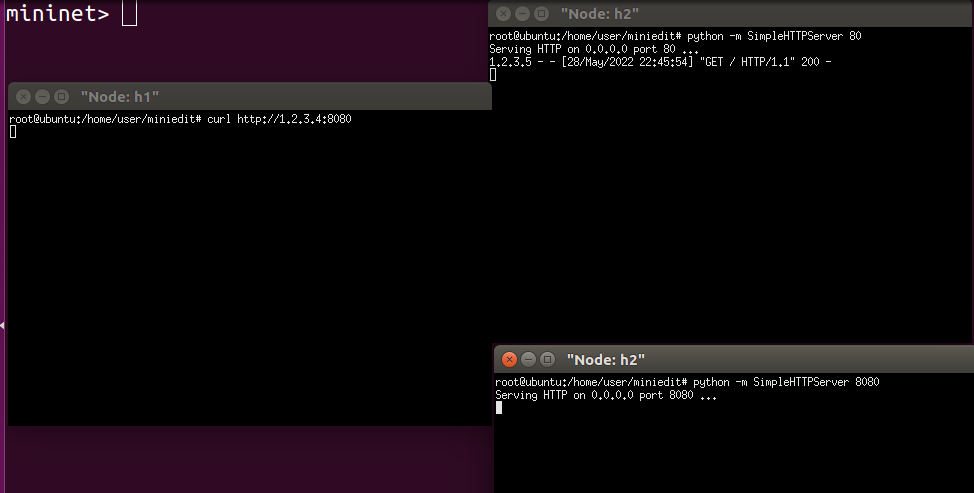 mininet>
"Node: h2"
root@ubuntu:/home/user/miniedit# python -m SimpleHTTPServer 80
Serving HTTP on 0.0.0.0 port 80 ...
1.2.3.5 - - [28/May/2022 22:45:54] "GET / HTTP/1.1" 200 -
"Node: h1"
root@ubuntu:/home/user/miniedit# curl http://1.2.3.4:8080
"Node: h2"
root@ubuntu:/home/user/miniedit# python -m SimpleHTTPServer 8080
Serving HTTP on 0.0.0.0 port 8080 ...